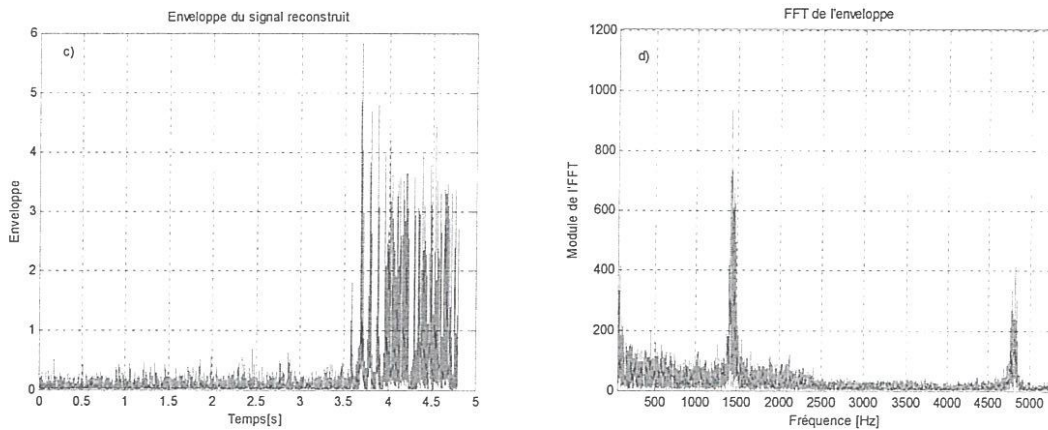 Enveloppe du signal reconstruit
c)
6
5
4
3
2
1
0
Enveloppe
0 0.5 1 1.5 2 2.5 3 3.5 4 4.5 5
Temps[s]
FFT de l'enveloppe
d)
1200
1000
800
600
400
200
0
Module de l'FFT
500 1000 1500 2000 2500 3000 3500 4000 4500 5000
Fréquence [Hz]